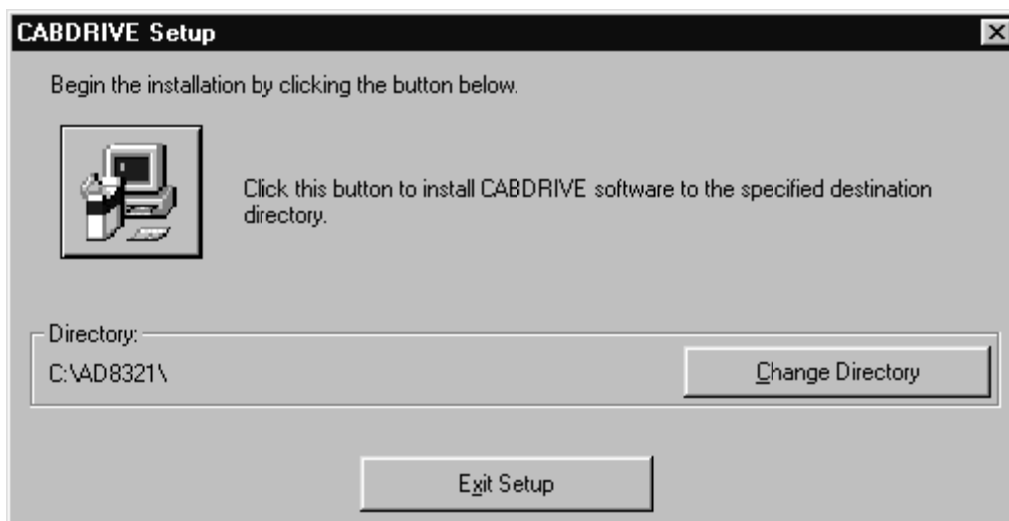 CABDRIVE Setup
Begin the installation by clicking the button below.
Click this button to install CABDRIVE software to the specified destination
directory.
Directory:
C:\AD8321\
Change Directory
Exit Setup